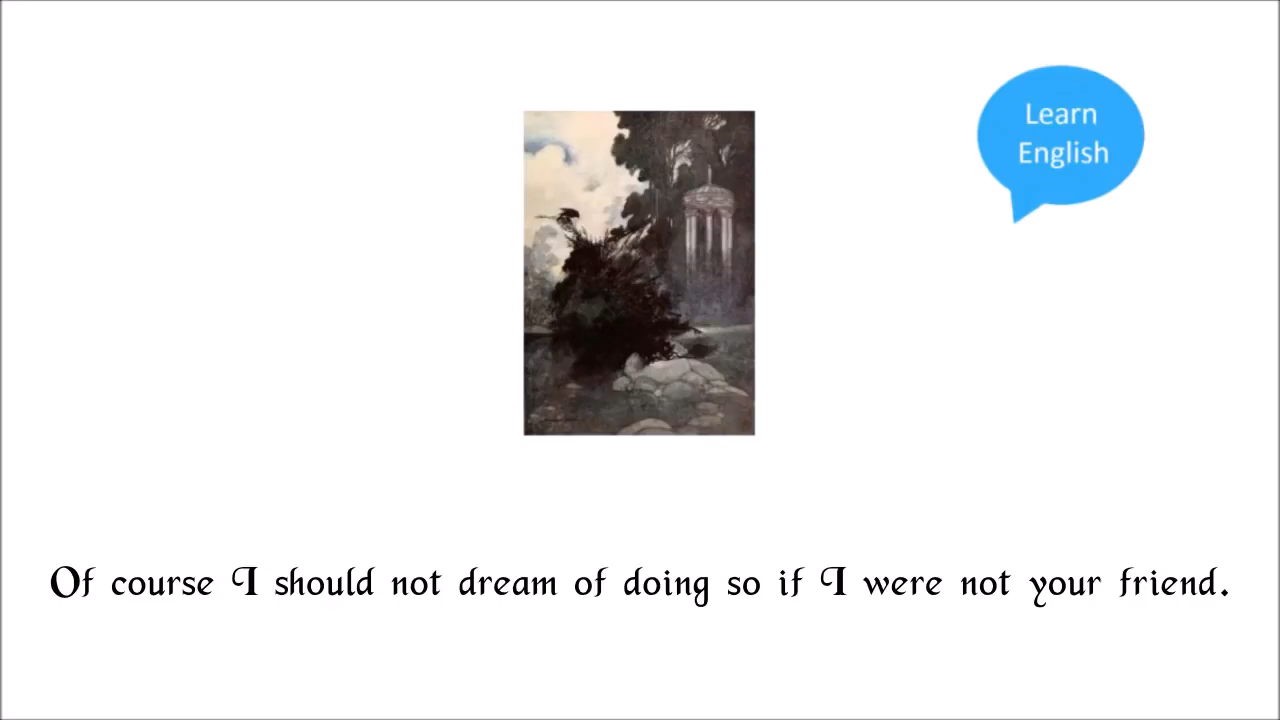 Learn
English
Of course I should not dream of doing so if I were not your friend.